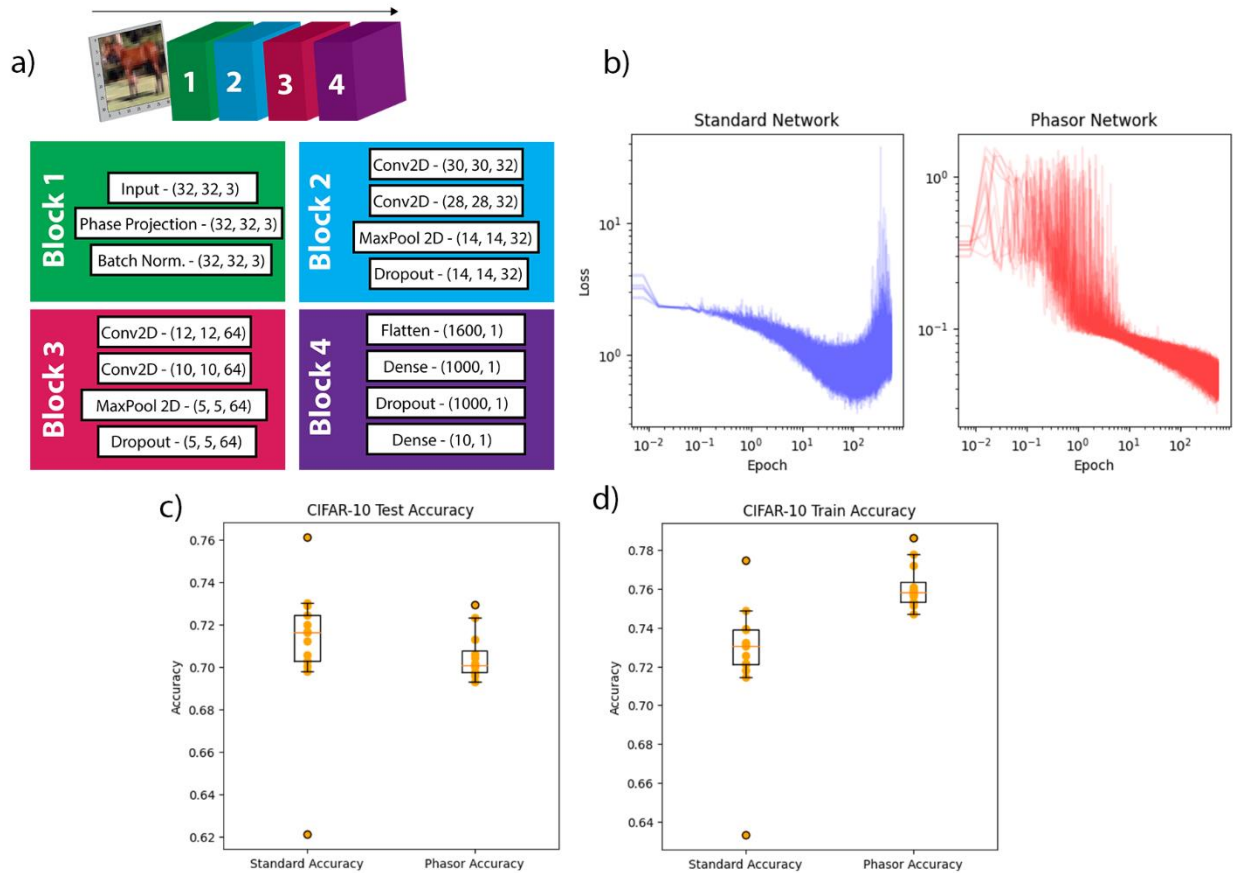 a)
1
2
3
4
Block 1
Input - (32, 32, 3)
Phase Projection - (32, 32, 3)
Batch Norm. - (32, 32, 3)
Block 2
Conv2D - (30, 30, 32)
Conv2D - (28, 28, 32)
MaxPool 2D - (14, 14, 32)
Dropout - (14, 14, 32)
Block 3
Conv2D - (12, 12, 64)
Conv2D - (10, 10, 64)
MaxPool 2D - (5, 5, 64)
Dropout - (5, 5, 64)
Block 4
Flatten - (1600, 1)
Dense - (1000, 1)
Dropout - (1000, 1)
Dense - (10, 1)
b)
Standard Network
Loss
10¹
10⁰
10⁻² 10⁻¹ 10⁰ 10¹ 10²
Epoch
Phasor Network
10⁰
10⁻¹
10⁻² 10⁻¹ 10⁰ 10¹ 10²
Epoch
c)
CIFAR-10 Test Accuracy
Accuracy
0.76
0.74
0.72
0.70
0.68
0.66
0.64
0.62
Standard Accuracy Phasor Accuracy
d)
CIFAR-10 Train Accuracy
Accuracy
0.78
0.76
0.74
0.72
0.70
0.68
0.66
0.64
Standard Accuracy Phasor Accuracy